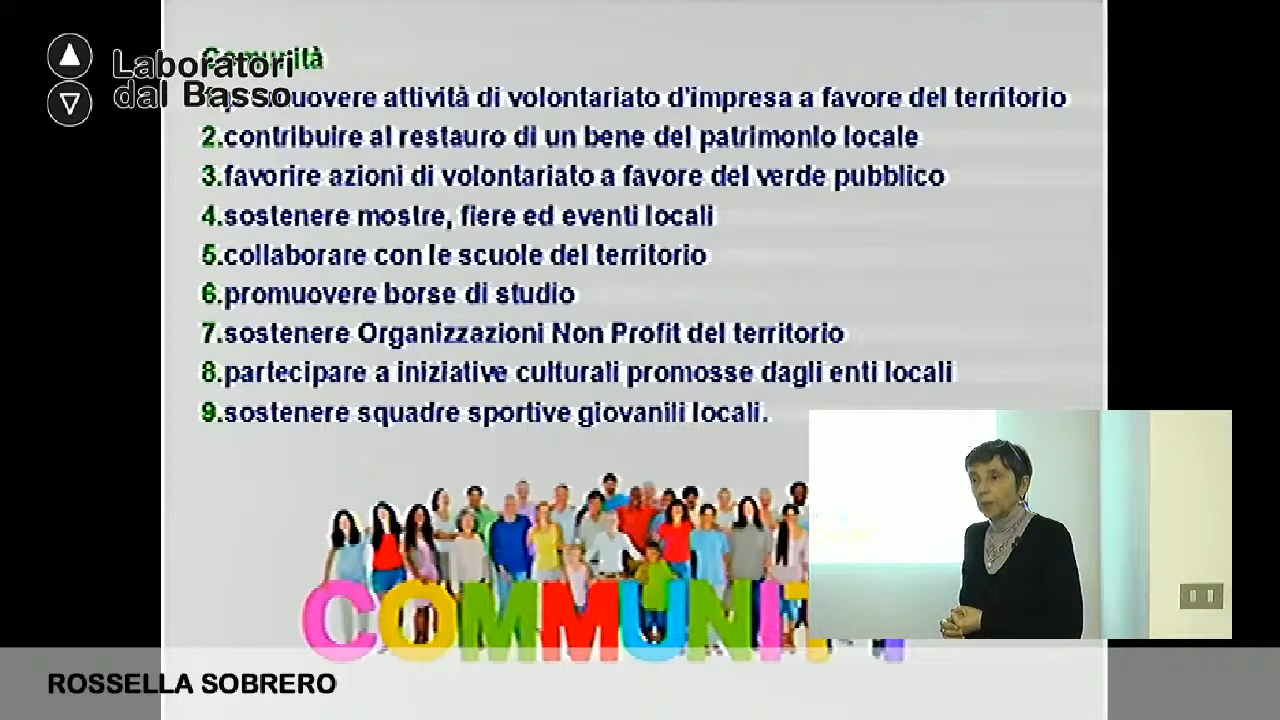 Laboratori
dal Basso
Comunità
promuovere attività di volontariato d'impresa a favore del territorio
2.contribuire al restauro di un bene del patrimonio locale
3.favorire azioni di volontariato a favore del verde pubblico
4.sostenere mostre, fiere ed eventi locali
5.collaborare con le scuole del territorio
6.promuovere borse di studio
7.sostenere Organizzazioni Non Profit del territorio
8.partecipare a iniziative culturali promosse dagli enti locali
9.sostenere squadre sportive giovanili locali.
COMMUNIT
ROSSELLA SOBRERO